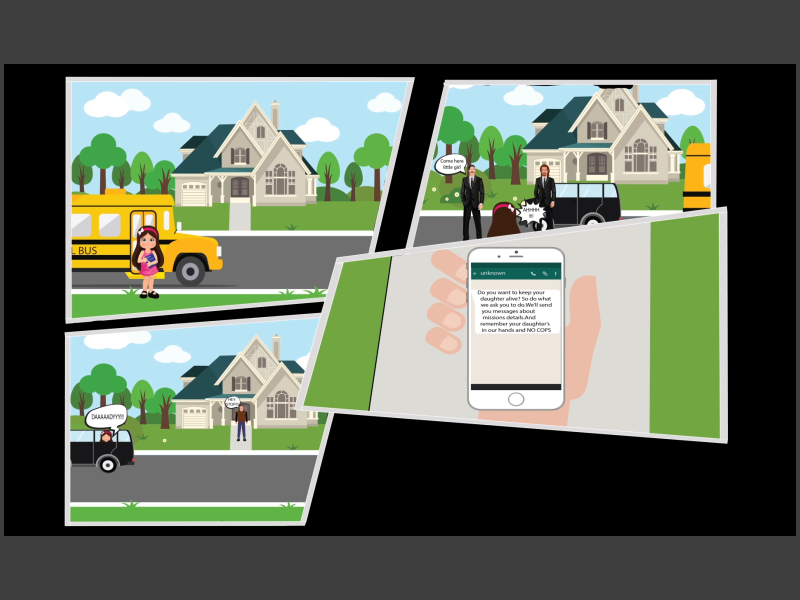 L BUS
Come here
little girl
AHHHH
!!!
DAAAAADYYY!!!
HEY
STOP!!
unknown
Do you want to keep your
daughter alive? So do what
we ask you to do.We'll send
you messages about
missions details.And
remember your daughter's
in our hands and NO COPS